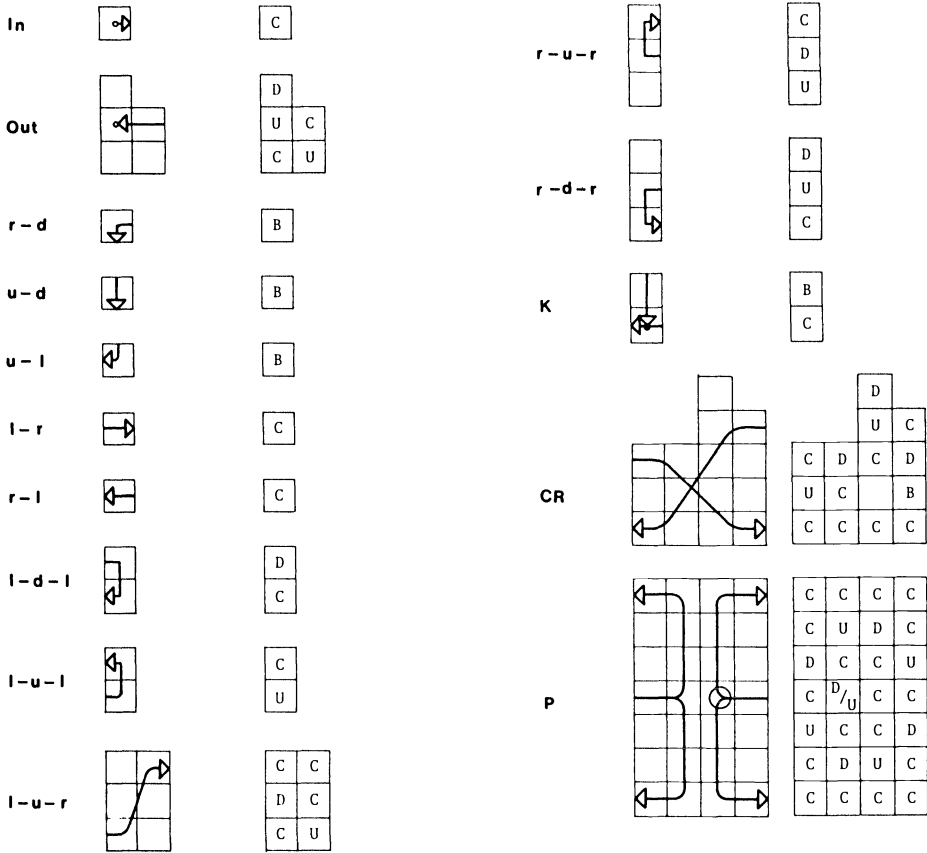 In
C
Out
D
U C
C U
r-d
B
u-d
B
u-l
B
l-r
C
r-l
C
l-d-l
D
C
l-u-l
C
U
l-u-r
C C
D C
C U
r-u-r
C
D
U
r-d-r
D
U
C
K
B
C
CR
D
U C
C D C D
U C B
C C C C
P
C C C C
C U D C
D C C U
C D/U C C
U C C D
C D U C
C C C C